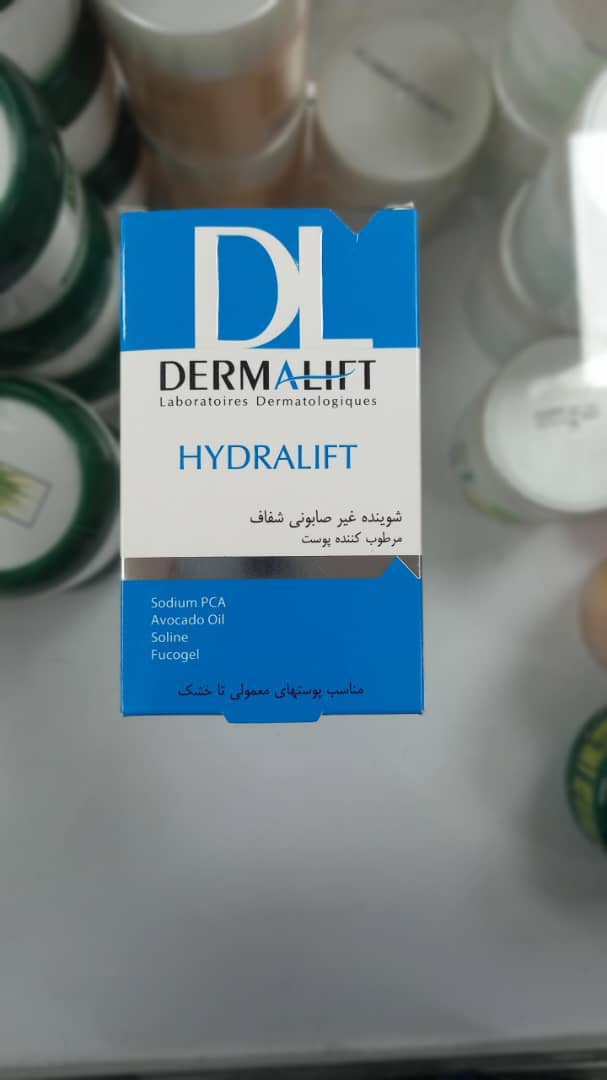 DL
DERMALIFT
Laboratoires Dermatologiques
HYDRALIFT
شوینده غیر صابونی شفاف
مرطوب کننده پوست
Sodium PCA
Avocado Oil
Soline
Fucogel
مناسب پوستهای معمولی تا خشک